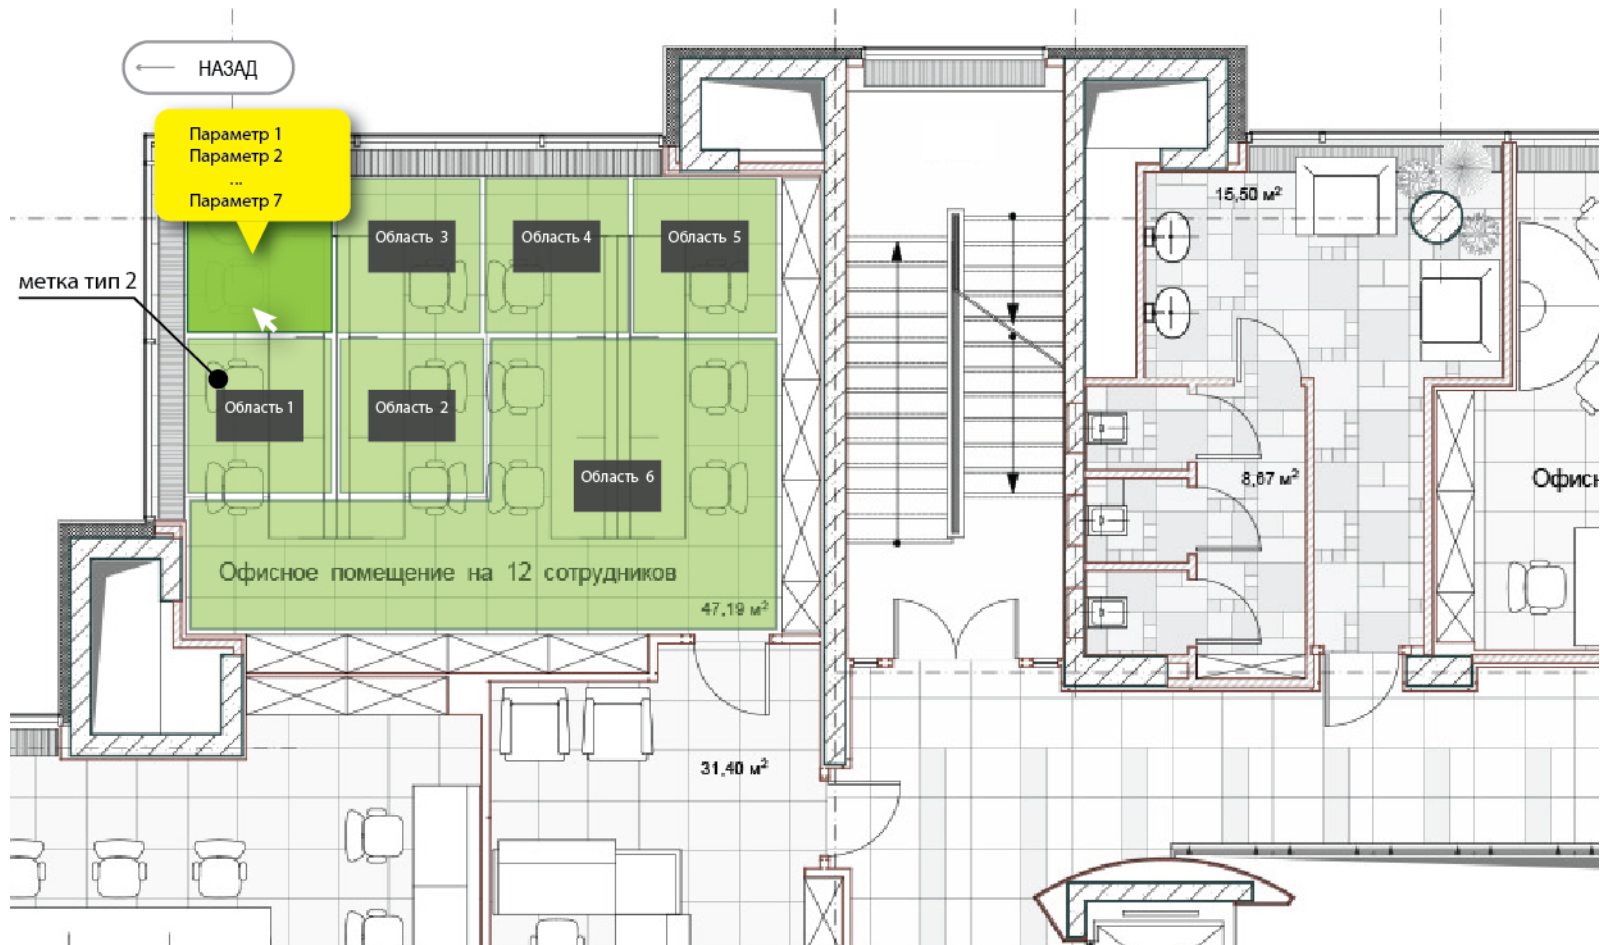 НАЗАД
Параметр 1
Параметр 2
...
Параметр 7
15,50 м²
Область 3
Область 4
Область 5
метка тип 2
Область 1
Область 2
Область 6
8,67 м²
Офисное помещение на 12 сотрудников
47,19 м²
31,40 м²